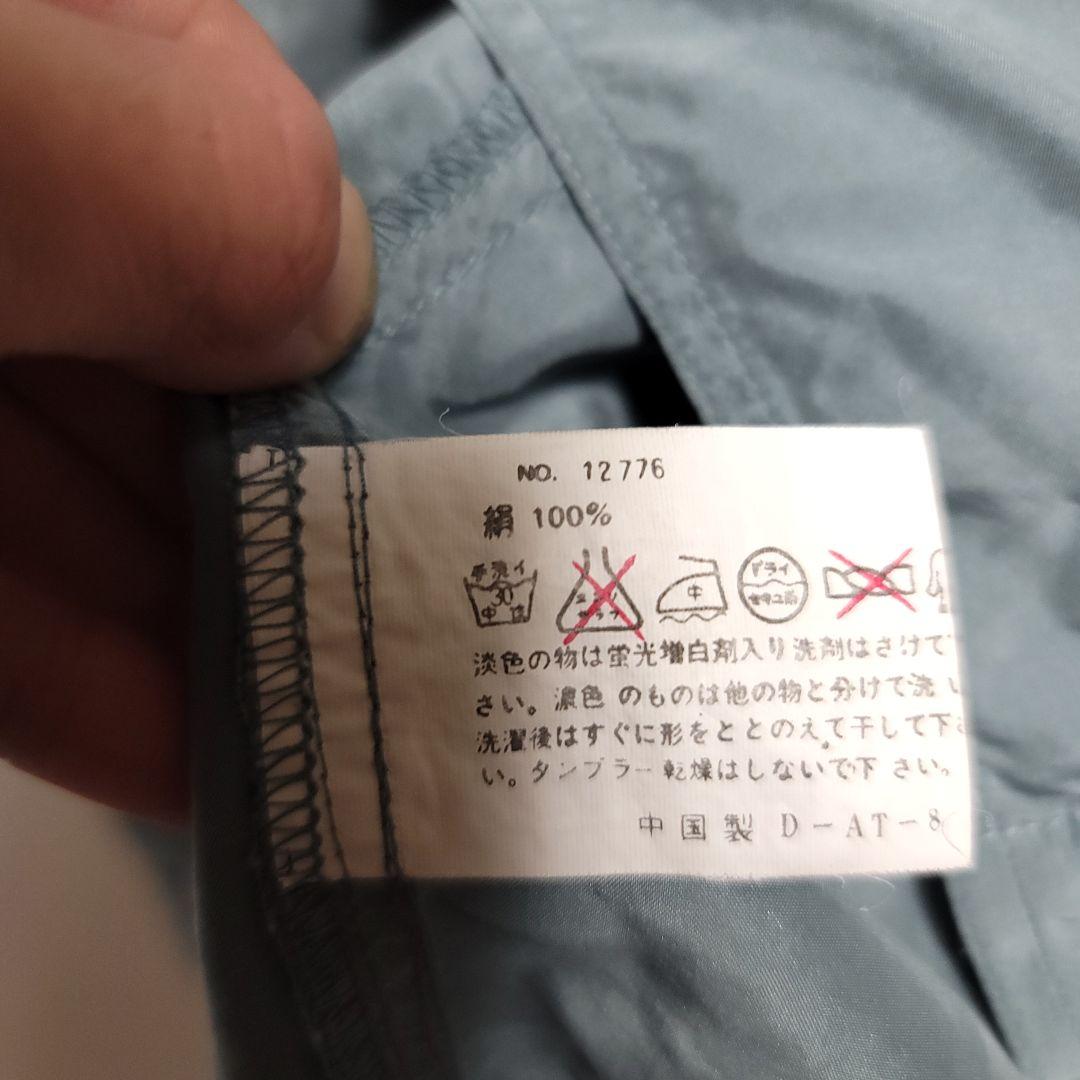 NO. 12776
絹 100%
手洗イ 30 中性 エンソ サラシ 中 ドライ セキユ系
淡色の物は蛍光増白剤入り洗剤はさけて
さい。濃色のものは他の物と分けて洗
洗濯後はすぐに形をととのえて干して下
い。タンブラー乾燥はしないで下さい。
中国製 D-AT-8